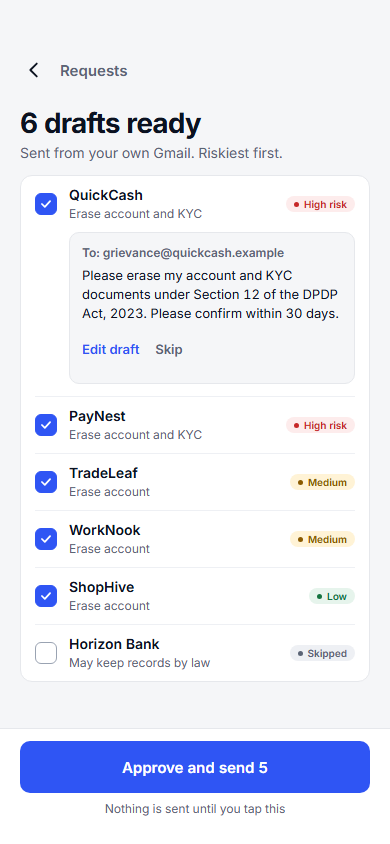 Requests
6 drafts ready
Sent from your own Gmail. Riskiest first.
QuickCash
High risk
Erase account and KYC
To: grievance@quickcash.example
Please erase my account and KYC
documents under Section 12 of the DPDP
Act, 2023. Please confirm within 30 days.
Edit draft Skip
PayNest
High risk
Erase account and KYC
TradeLeaf
Medium
Erase account
WorkNook
Medium
Erase account
ShopHive
Low
Erase account
Horizon Bank
Skipped
May keep records by law
Approve and send 5
Nothing is sent until you tap this